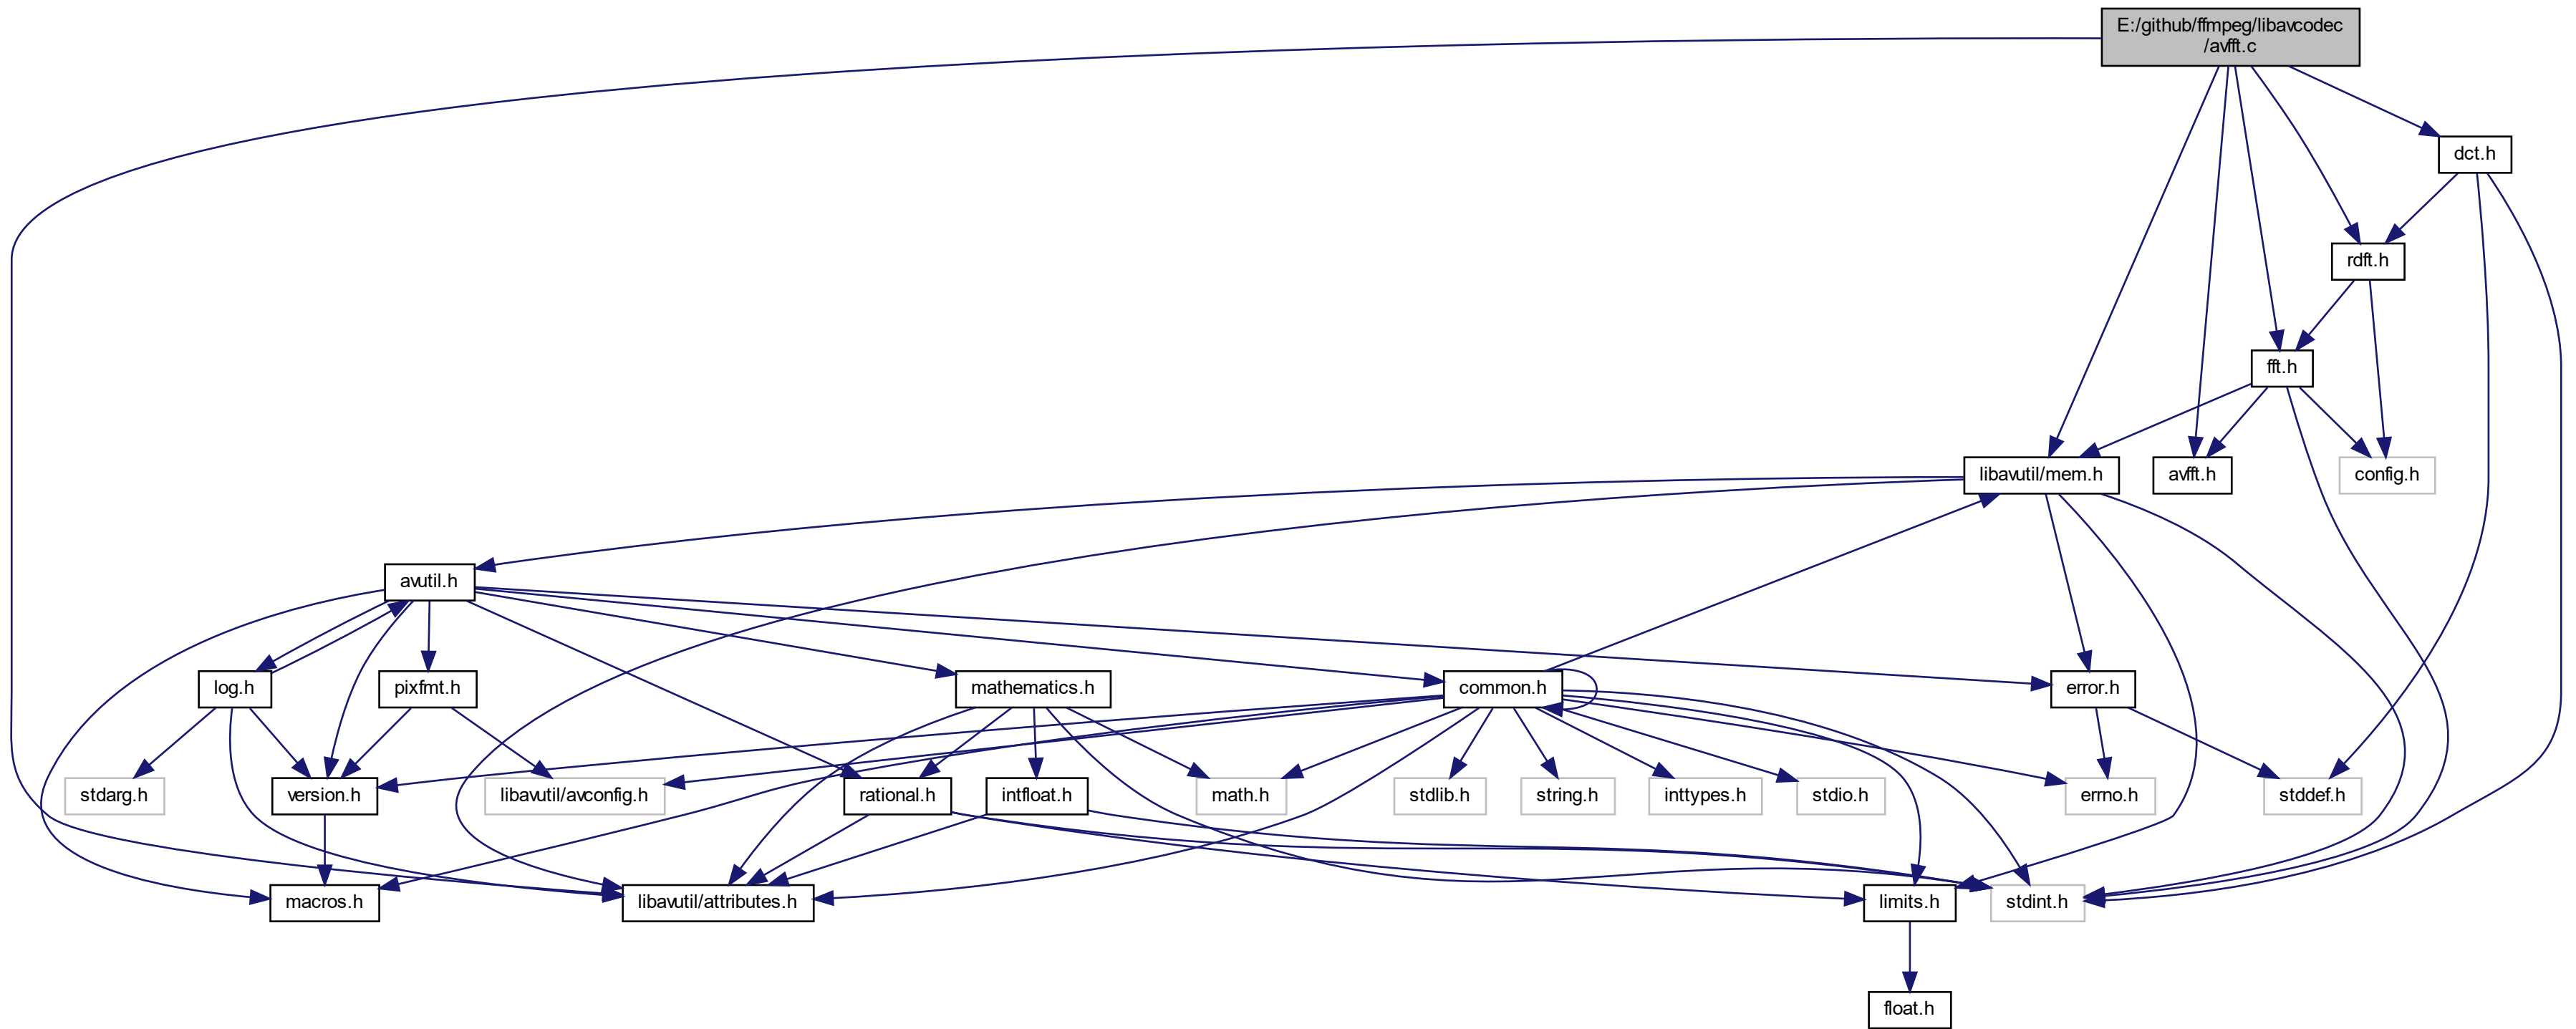 E:/github/ffmpeg/libavcodec
/avfft.c
dct.h
rdft.h
fft.h
libavutil/mem.h
avfft.h
config.h
avutil.h
log.h
pixfmt.h
mathematics.h
common.h
error.h
stdarg.h
version.h
libavutil/avconfig.h
rational.h
intfloat.h
math.h
stdlib.h
string.h
inttypes.h
stdio.h
errno.h
stddef.h
macros.h
libavutil/attributes.h
limits.h
stdint.h
float.h